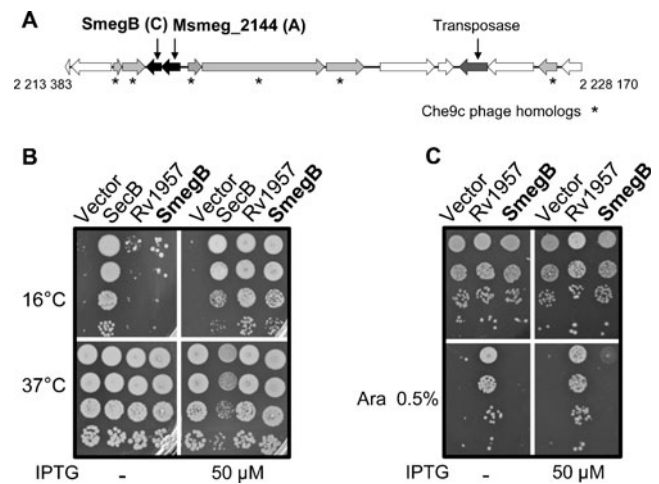 A
SmegB (C) Msmeg_2144 (A)
Transposase
* * * * * *
2 213 383
2 228 170
Che9c phage homologs *
B
Vector SecB Rv1957 SmegB Vector SecB Rv1957 SmegB
16°C
37°C
IPTG - 50 µM
C
Vector Rv1957 SmegB Vector Rv1957 SmegB
Ara 0.5%
IPTG - 50 µM